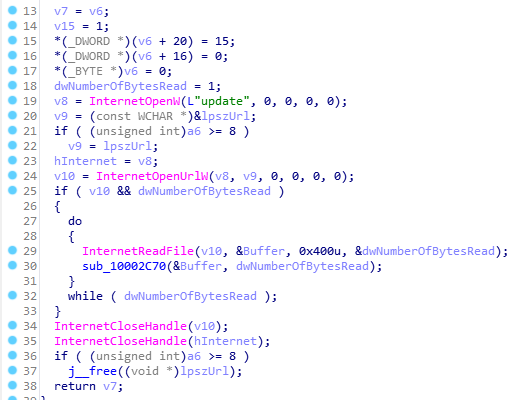 13 v7 = v6;
14 v15 = 1;
15 *(_DWORD *)(v6 + 20) = 15;
16 *(_DWORD *)(v6 + 16) = 0;
17 *(_BYTE *)v6 = 0;
18 dwNumberOfBytesRead = 1;
19 v8 = InternetOpenW(L"update", 0, 0, 0, 0);
20 v9 = (const WCHAR *)&lpszUrl;
21 if ( (unsigned int)a6 >= 8 )
22 v9 = lpszUrl;
23 hInternet = v8;
24 v10 = InternetOpenUrlW(v8, v9, 0, 0, 0, 0);
25 if ( v10 && dwNumberOfBytesRead )
26 {
27 do
28 {
29 InternetReadFile(v10, &Buffer, 0x400u, &dwNumberOfBytesRead);
30 sub_10002C70(&Buffer, dwNumberOfBytesRead);
31 }
32 while ( dwNumberOfBytesRead );
33 }
34 InternetCloseHandle(v10);
35 InternetCloseHandle(hInternet);
36 if ( (unsigned int)a6 >= 8 )
37 j__free((void *)lpszUrl);
38 return v7;